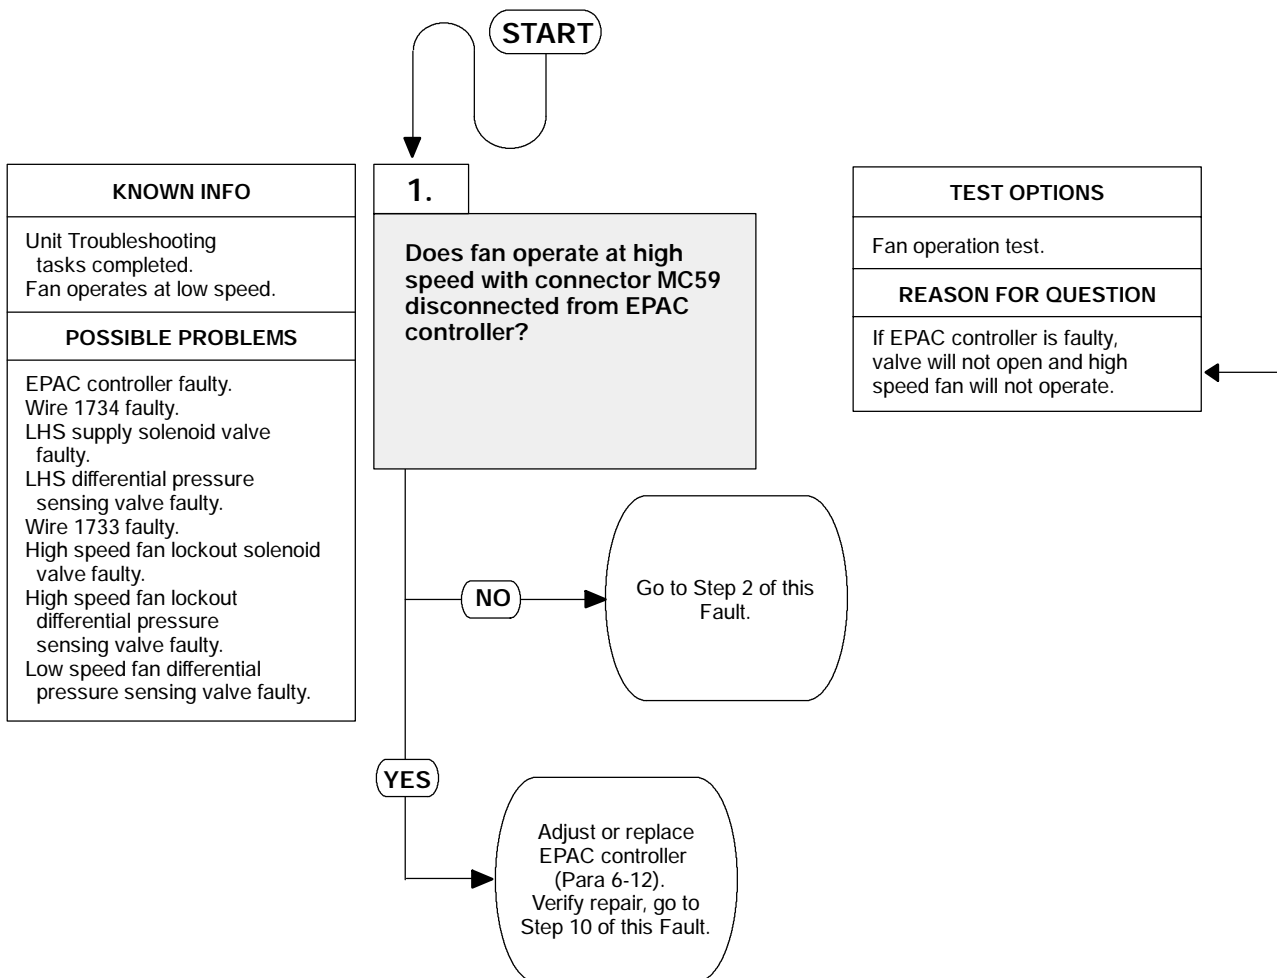 START
KNOWN INFO
Unit Troubleshooting
tasks completed.
Fan operates at low speed.
POSSIBLE PROBLEMS
EPAC controller faulty.
Wire 1734 faulty.
LHS supply solenoid valve
faulty.
LHS differential pressure
sensing valve faulty.
Wire 1733 faulty.
High speed fan lockout solenoid
valve faulty.
High speed fan lockout
differential pressure
sensing valve faulty.
Low speed fan differential
pressure sensing valve faulty.
1.
Does fan operate at high
speed with connector MC59
disconnected from EPAC
controller?
TEST OPTIONS
Fan operation test.
REASON FOR QUESTION
If EPAC controller is faulty,
valve will not open and high
speed fan will not operate.
NO
Go to Step 2 of this
Fault.
YES
Adjust or replace
EPAC controller
(Para 6-12).
Verify repair, go to
Step 10 of this Fault.